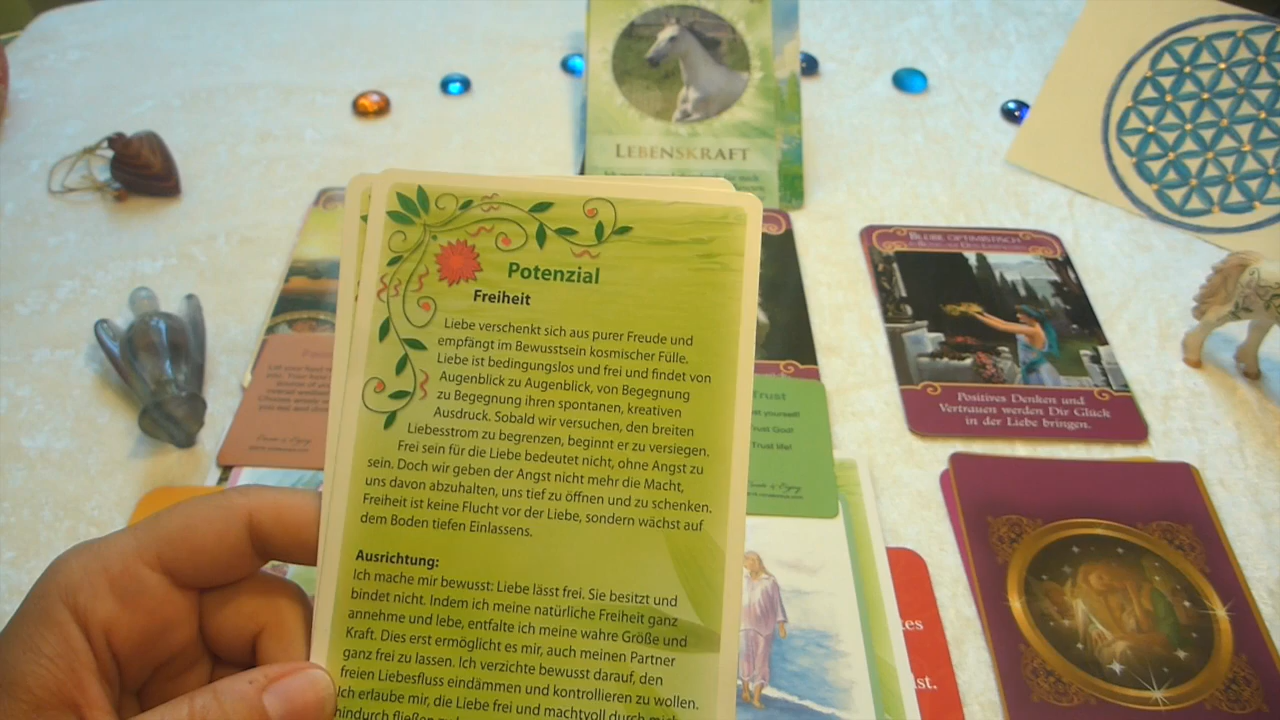 LEBENSKRAFT
Potenzial
Freiheit
Liebe verschenkt sich aus purer Freude und
empfängt im Bewusstsein kosmischer Fülle.
Liebe ist bedingungslos und frei und findet von
Augenblick zu Augenblick, von Begegnung
zu Begegnung ihren spontanen, kreativen
Ausdruck. Sobald wir versuchen, den breiten
Liebesstrom zu begrenzen, beginnt er zu versiegen.
Frei sein für die Liebe bedeutet nicht, ohne Angst zu
sein. Doch wir geben der Angst nicht mehr die Macht,
uns davon abzuhalten, uns tief zu öffnen und zu schenken.
Freiheit ist keine Flucht vor der Liebe, sondern wächst auf
dem Boden tiefen Einlassens.
Ausrichtung:
Ich mache mir bewusst: Liebe lässt frei. Sie besitzt und
bindet nicht. Indem ich meine natürliche Freiheit ganz
annehme und lebe, entfalte ich meine wahre Größe und
Kraft. Dies erst ermöglicht es mir, auch meinen Partner
ganz frei zu lassen. Ich verzichte bewusst darauf, den
freien Liebesfluss eindämmen und kontrollieren zu wollen.
Ich erlaube mir, die Liebe frei und machtvoll durch mich
hindurch fließen
BLEIBE OPTIMISTISCH
Positives Denken und
Vertrauen werden Dir Glück
in der Liebe bringen.
Trust
yourself!
Trust God!
Trust life!